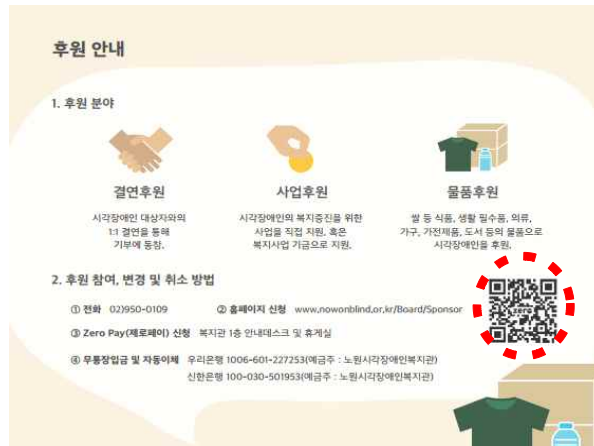 후원 안내
1. 후원 분야
결연후원
시각장애인 대상자와의
1:1 결연을 통해
기부에 동참.
사업후원
시각장애인의 복지증진을 위한
사업을 직접 지원, 혹은
복지사업 기금으로 지원.
물품후원
쌀 등 식품, 생활 필수품, 의류,
가구, 가전제품, 도서 등의 물품으로
시각장애인을 후원.
2. 후원 참여, 변경 및 취소 방법
① 전화 02)950-0109 ② 홈페이지 신청 www.nowonblind.or.kr/Board/Sponsor
③ Zero Pay(제로페이) 신청 복지관 1층 안내데스크 및 휴게실
④ 무통장입금 및 자동이체 우리은행 1006-601-227253(예금주 : 노원시각장애인복지관)
신한은행 100-030-501953(예금주 : 노원시각장애인복지관)
zero